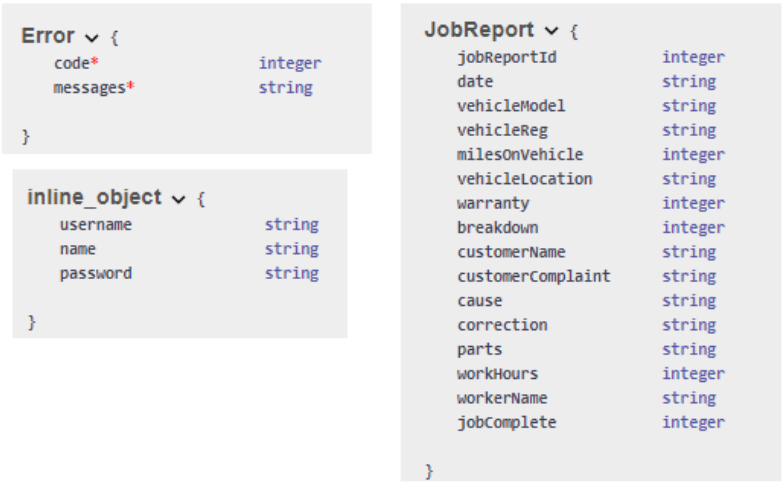 Error {
code* integer
messages* string
}
inline_object {
username string
name string
password string
}
JobReport {
jobReportId integer
date string
vehicleModel string
vehicleReg string
milesOnVehicle integer
vehicleLocation string
warranty integer
breakdown integer
customerName string
customerComplaint string
cause string
correction string
parts string
workHours integer
workerName string
jobComplete integer
}